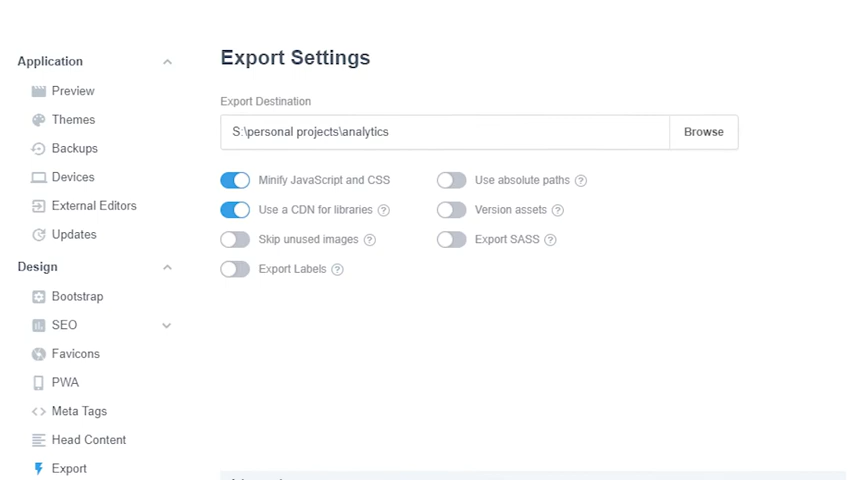 Application
Preview
Themes
Backups
Devices
External Editors
Updates
Design
Bootstrap
SEO
Favicons
PWA
Meta Tags
Head Content
Export
Export Settings
Export Destination
S:\personal projects\analytics
Browse
Minify JavaScript and CSS
Use absolute paths ?
Use a CDN for libraries ?
Version assets ?
Skip unused images ?
Export SASS ?
Export Labels ?